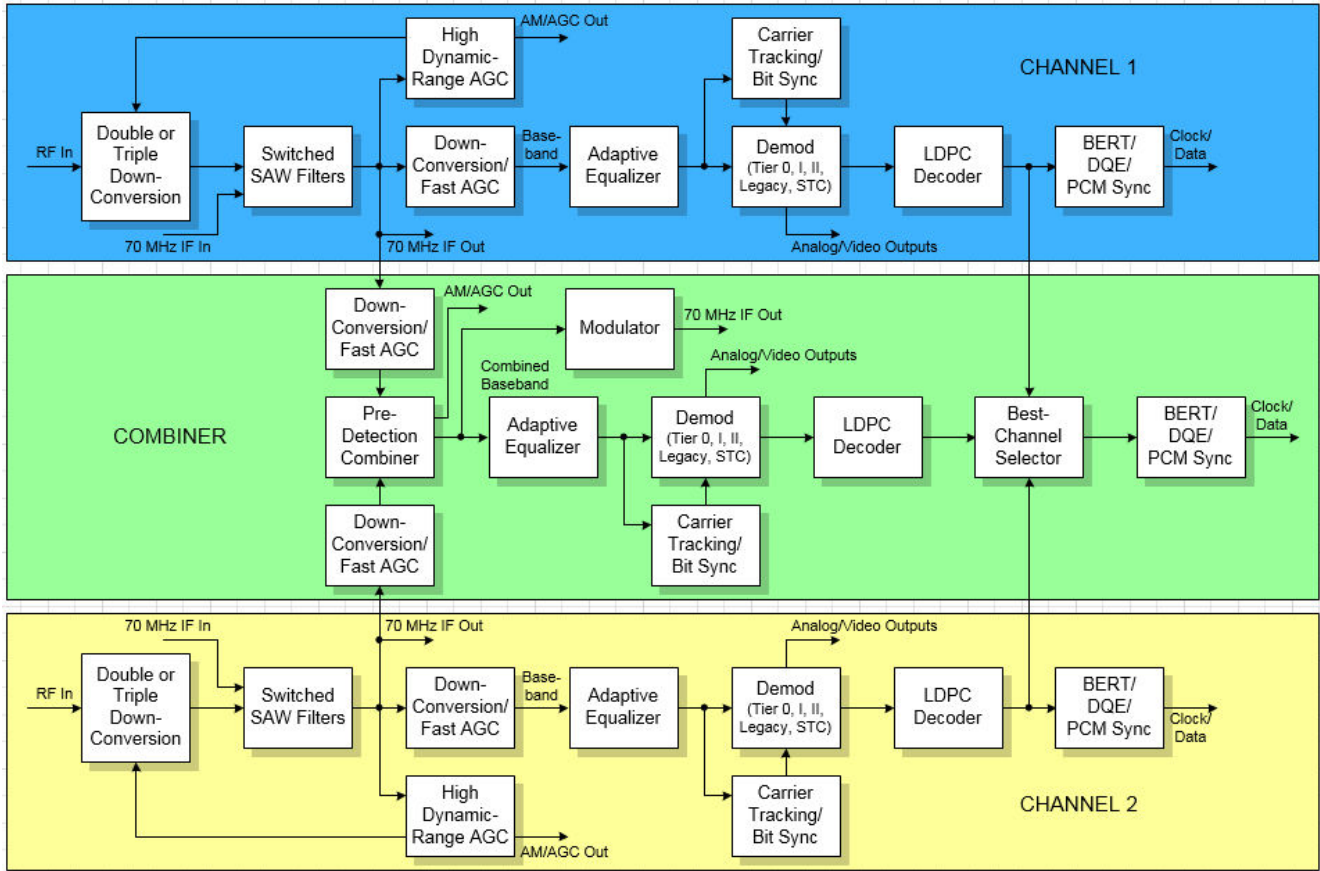 AM/AGC Out
High
Dynamic-
Range AGC
Carrier
Tracking/
Bit Sync
CHANNEL 1
RF In
Double or
Triple
Down-
Conversion
Switched
SAW Filters
Down-
Conversion/
Fast AGC
Base-
band
Adaptive
Equalizer
Demod
(Tier 0, I, II,
Legacy, STC)
LDPC
Decoder
BERT/
DQE/
PCM Sync
Clock/
Data
70 MHz IF In
70 MHz IF Out
Analog/Video Outputs
Down-
Conversion/
Fast AGC
AM/AGC Out
Modulator
70 MHz IF Out
Analog/Video Outputs
Combined
Baseband
COMBINER
Pre-
Detection
Combiner
Adaptive
Equalizer
Demod
(Tier 0, I, II,
Legacy, STC)
LDPC
Decoder
Best-
Channel
Selector
BERT/
DQE/
PCM Sync
Clock/
Data
Down-
Conversion/
Fast AGC
Carrier
Tracking/
Bit Sync
70 MHz IF In
70 MHz IF Out
Analog/Video Outputs
RF In
Double or
Triple
Down-
Conversion
Switched
SAW Filters
Down-
Conversion/
Fast AGC
Base-
band
Adaptive
Equalizer
Demod
(Tier 0, I, II,
Legacy, STC)
LDPC
Decoder
BERT/
DQE/
PCM Sync
Clock/
Data
High
Dynamic-
Range AGC
AM/AGC Out
Carrier
Tracking/
Bit Sync
CHANNEL 2